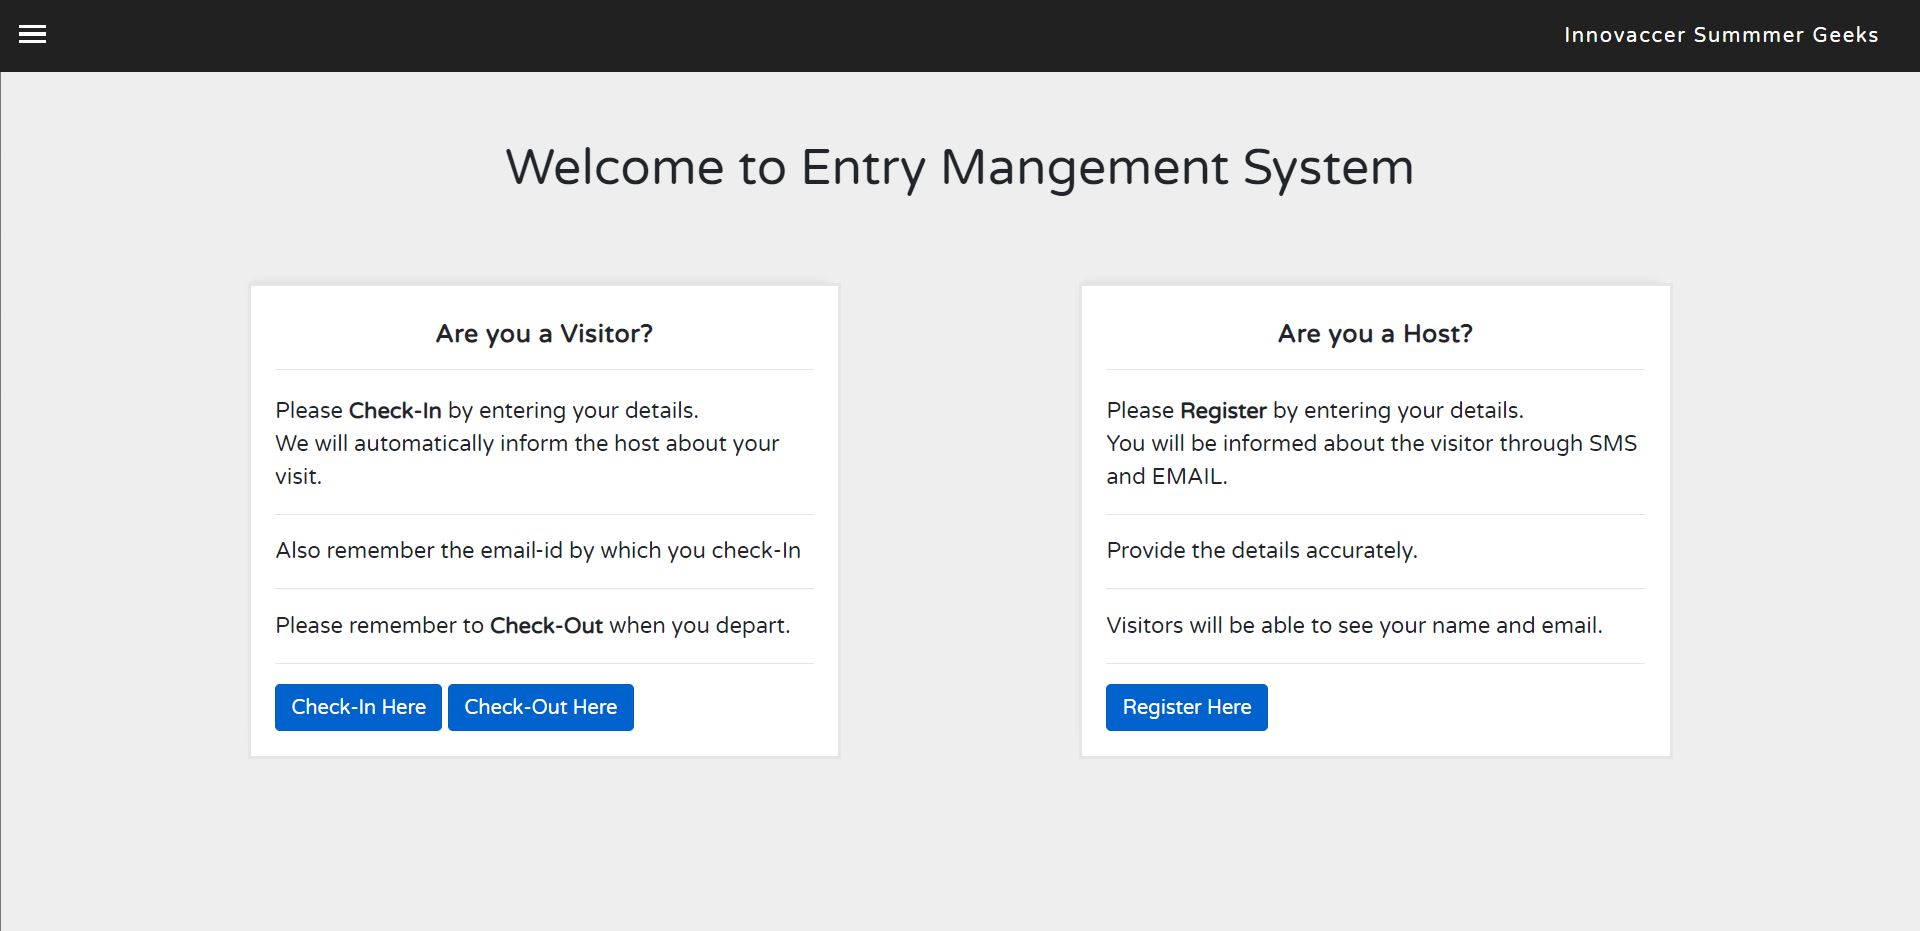 Innovaccer Summmer Geeks
Welcome to Entry Mangement System
Are you a Visitor?
Please Check-In by entering your details.
We will automatically inform the host about your
visit.
Also remember the email-id by which you check-In
Please remember to Check-Out when you depart.
Check-In Here Check-Out Here
Are you a Host?
Please Register by entering your details.
You will be informed about the visitor through SMS
and EMAIL.
Provide the details accurately.
Visitors will be able to see your name and email.
Register Here